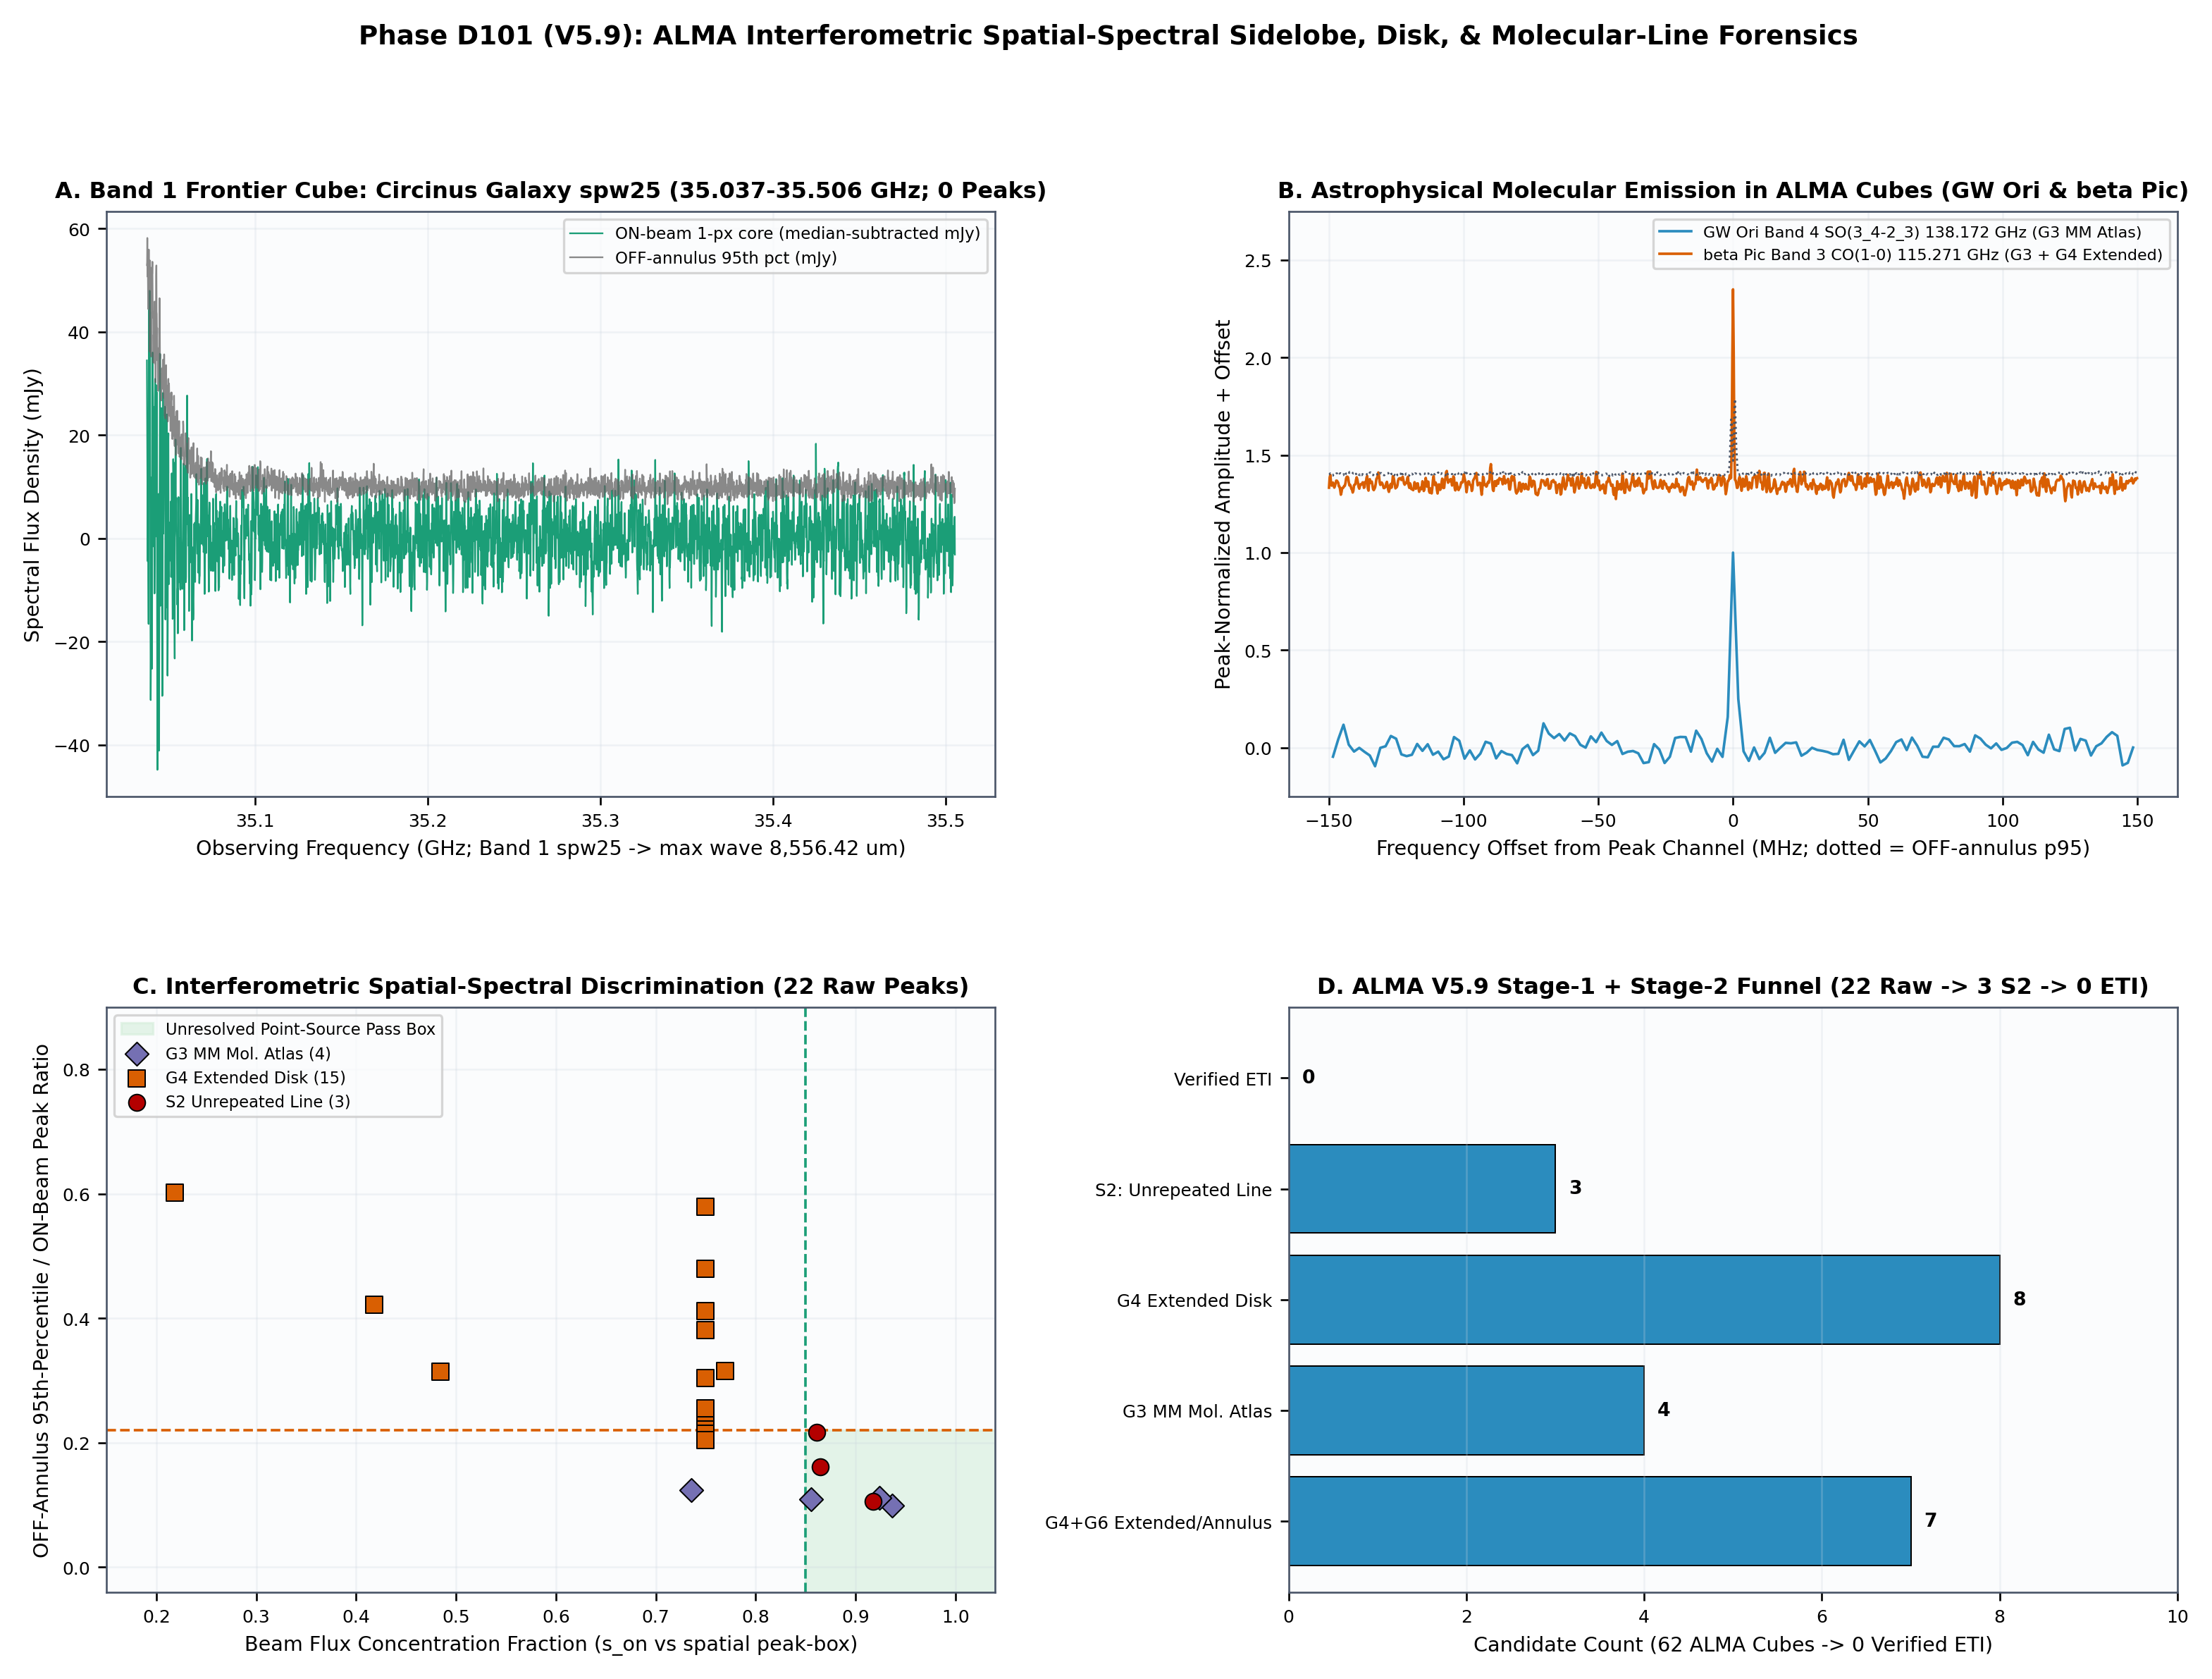 Phase D101 (V5.9): ALMA Interferometric Spatial-Spectral Sidelobe, Disk, & Molecular-Line Forensics
A. Band 1 Frontier Cube: Circinus Galaxy spw25 (35.037-35.506 GHz; 0 Peaks)
ON-beam 1-px core (median-subtracted mJy)
OFF-annulus 95th pct (mJy)
Spectral Flux Density (mJy)
60
40
20
0
−20
−40
35.1
35.2
35.3
35.4
35.5
Observing Frequency (GHz; Band 1 spw25 -> max wave 8,556.42 um)
B. Astrophysical Molecular Emission in ALMA Cubes (GW Ori & beta Pic)
GW Ori Band 4 SO(3_4-2_3) 138.172 GHz (G3 MM Atlas)
beta Pic Band 3 CO(1-0) 115.271 GHz (G3 + G4 Extended)
Peak-Normalized Amplitude + Offset
2.5
2.0
1.5
1.0
0.5
0.0
−150
−100
−50
0
50
100
150
Frequency Offset from Peak Channel (MHz; dotted = OFF-annulus p95)
C. Interferometric Spatial-Spectral Discrimination (22 Raw Peaks)
Unresolved Point-Source Pass Box
G3 MM Mol. Atlas (4)
G4 Extended Disk (15)
S2 Unrepeated Line (3)
OFF-Annulus 95th-Percentile / ON-Beam Peak Ratio
0.8
0.6
0.4
0.2
0.0
0.2
0.3
0.4
0.5
0.6
0.7
0.8
0.9
1.0
Beam Flux Concentration Fraction (s_on vs spatial peak-box)
D. ALMA V5.9 Stage-1 + Stage-2 Funnel (22 Raw -> 3 S2 -> 0 ETI)
Verified ETI
0
S2: Unrepeated Line
3
G4 Extended Disk
8
G3 MM Mol. Atlas
4
G4+G6 Extended/Annulus
7
0
2
4
6
8
10
Candidate Count (62 ALMA Cubes -> 0 Verified ETI)